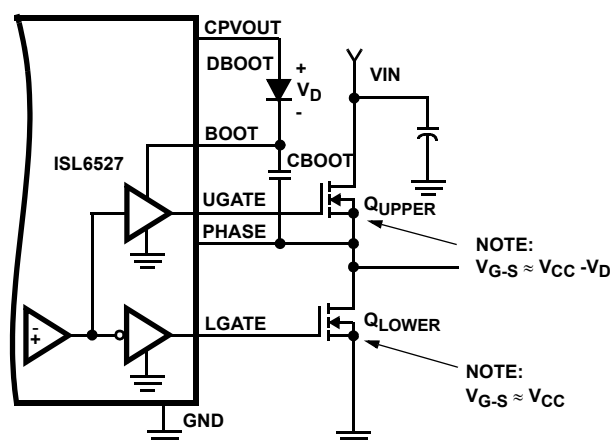 CPVOUT
DBOOT
+
VD
-
VIN
BOOT
ISL6527
CBOOT
UGATE
QUPPER
PHASE
NOTE:
VG-S ≈ VCC -VD
-
+
LGATE
QLOWER
NOTE:
VG-S ≈ VCC
GND